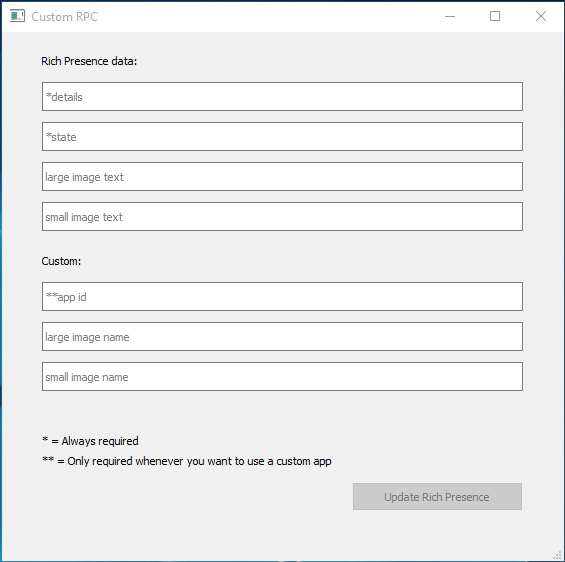 Custom RPC
Rich Presence data:
*details
*state
large image text
small image text
Custom:
**app id
large image name
small image name
* = Always required
** = Only required whenever you want to use a custom app
Update Rich Presence